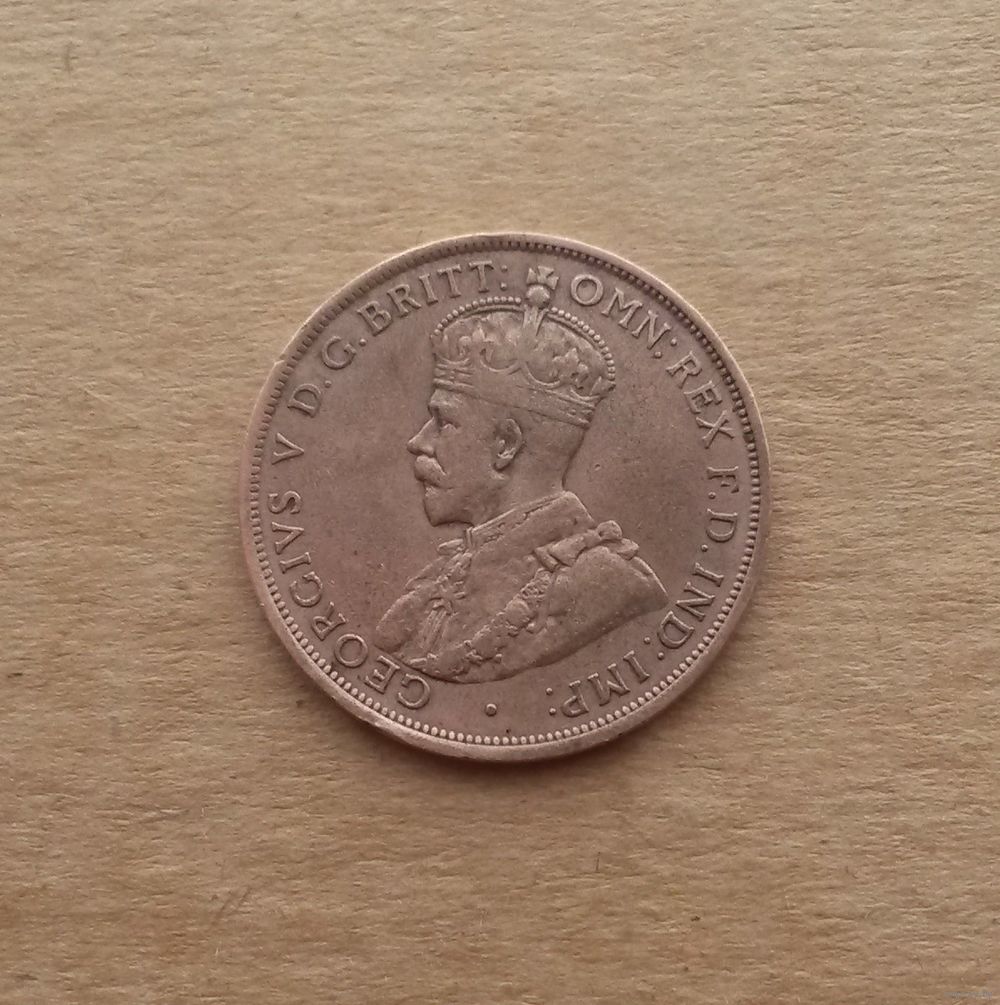 GEORGIVS V D.G. BRITT: OMN: REX F.D. IND: IMP: